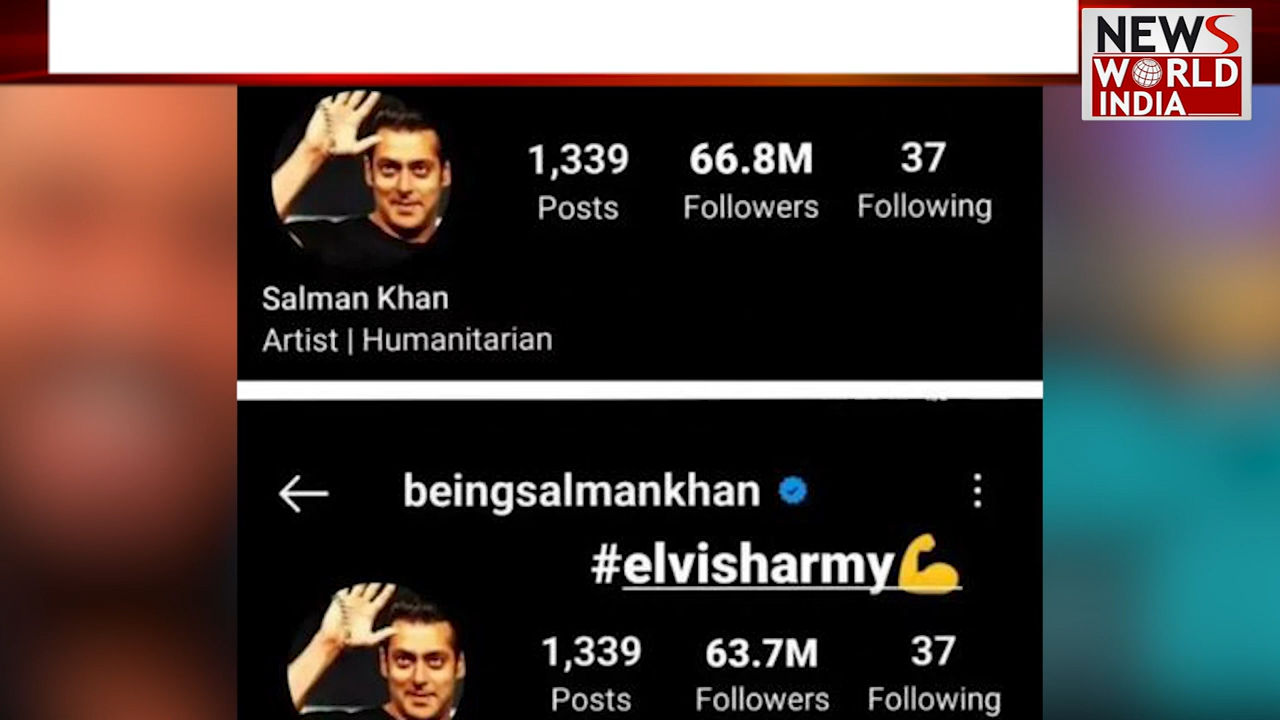 NEWS
WORLD
INDIA
1,339 66.8M 37
Posts Followers Following
Salman Khan
Artist | Humanitarian
beingsalmankhan
#elvisharmy💪
1,339 63.7M 37
Posts Followers Following